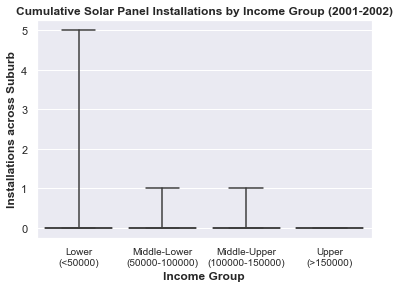 Cumulative Solar Panel Installations by Income Group (2001-2002)
Installations across Suburb
5
4
3
2
1
0
Lower
(<50000)
Middle-Lower
(50000-100000)
Middle-Upper
(100000-150000)
Upper
(>150000)
Income Group